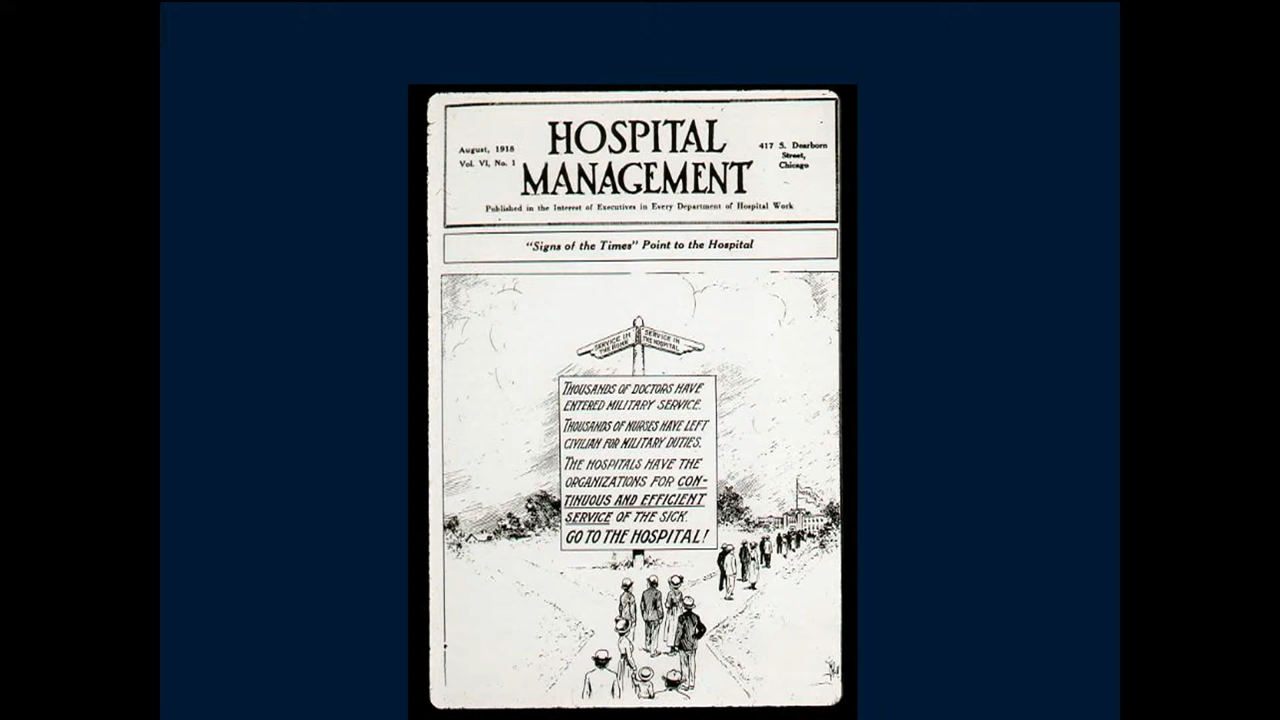 August, 1918
Vol. VI, No. 1
HOSPITAL
MANAGEMENT
417 S. Dearborn
Street,
Chicago
Published in the Interest of Executives in Every Department of Hospital Work
"Signs of the Times" Point to the Hospital
SERVICE IN
THE HOME
SERVICE IN
THE HOSPITAL
THOUSANDS OF DOCTORS HAVE
ENTERED MILITARY SERVICE.
THOUSANDS OF NURSES HAVE LEFT
CIVILIAN FOR MILITARY DUTIES.
THE HOSPITALS HAVE THE
ORGANIZATIONS FOR CON-
TINUOUS AND EFFICIENT
SERVICE OF THE SICK.
GO TO THE HOSPITAL!